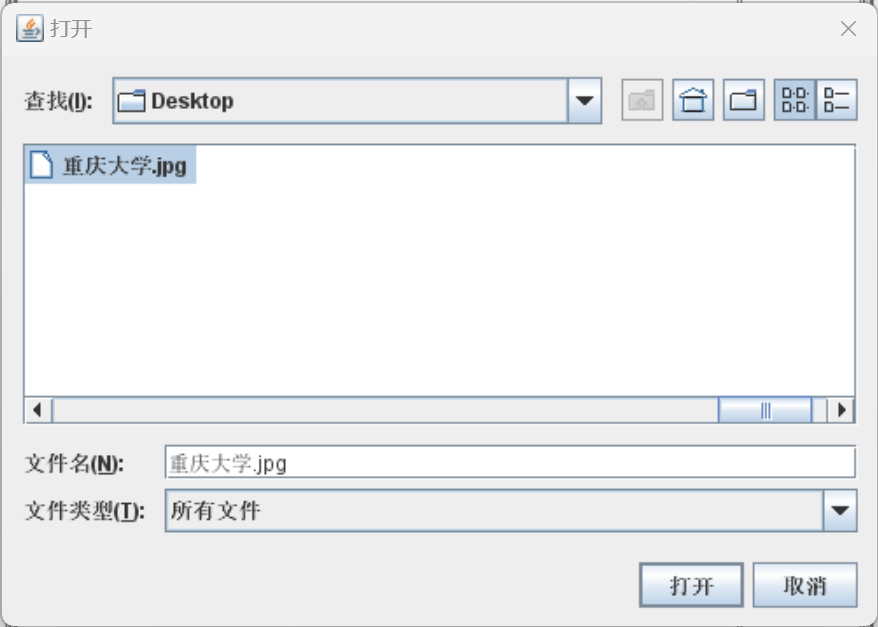 打开
查找(I):
Desktop
重庆大学.jpg
文件名(N):
重庆大学.jpg
文件类型(T):
所有文件
打开
取消